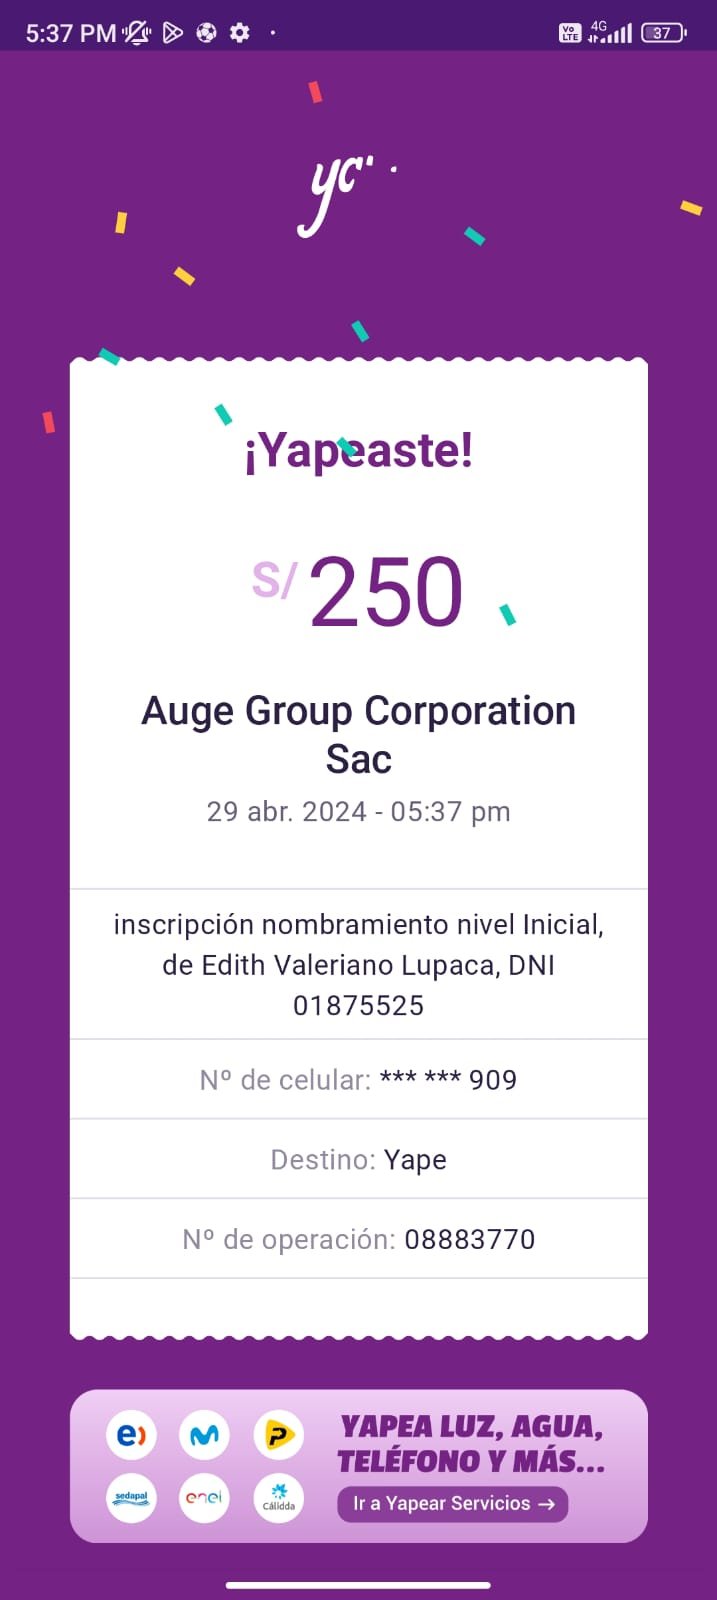 5:37 PM
Vo LTE 4G 37
¡Yapeaste!
S/ 250
Auge Group Corporation
Sac
29 abr. 2024 - 05:37 pm
inscripción nombramiento nivel Inicial,
de Edith Valeriano Lupaca, DNI
01875525
Nº de celular: *** *** 909
Destino: Yape
Nº de operación: 08883770
YAPEA LUZ, AGUA,
TELÉFONO Y MÁS...
Ir a Yapear Servicios →
sedapal
enel
Cálidda